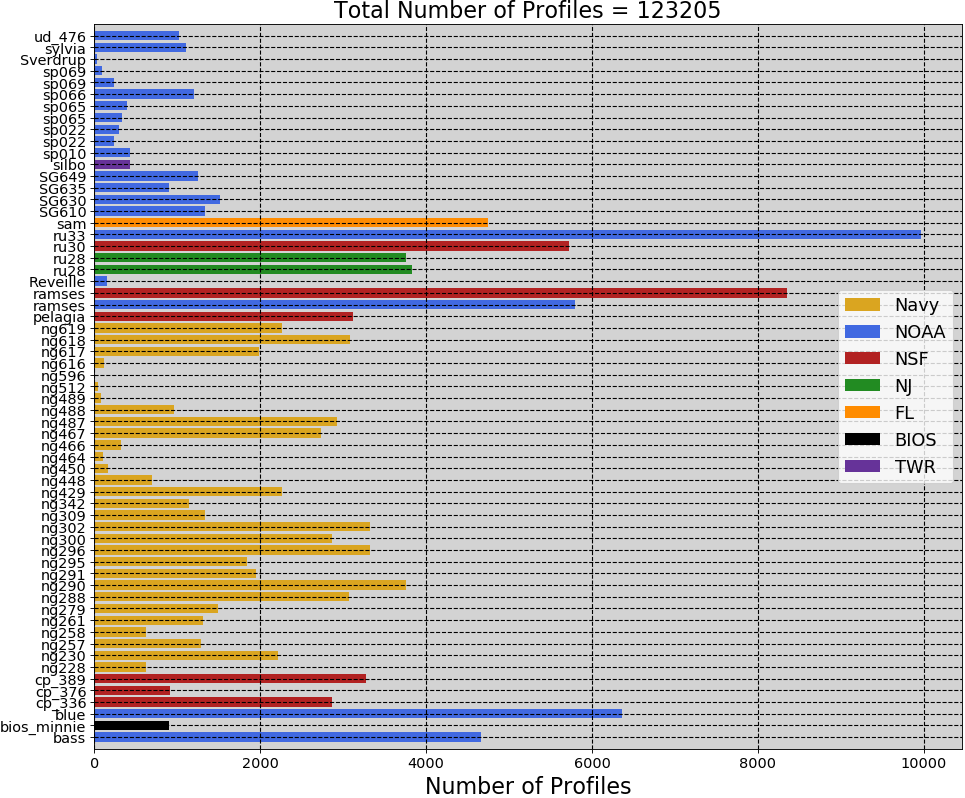 Total Number of Profiles = 123205
ud_476
sylvia
Sverdrup
sp069
sp069
sp066
sp065
sp065
sp022
sp022
sp010
silbo
SG649
SG635
SG630
SG610
sam
ru33
ru30
ru28
ru28
Reveille
ramses
ramses
pelagia
ng619
ng618
ng617
ng616
ng596
ng512
ng489
ng488
ng487
ng467
ng466
ng464
ng450
ng448
ng429
ng342
ng309
ng302
ng300
ng296
ng295
ng291
ng290
ng288
ng279
ng261
ng258
ng257
ng230
ng228
cp_389
cp_376
cp_336
blue
bios_minnie
bass
Navy
NOAA
NSF
NJ
FL
BIOS
TWR
0 2000 4000 6000 8000 10000
Number of Profiles